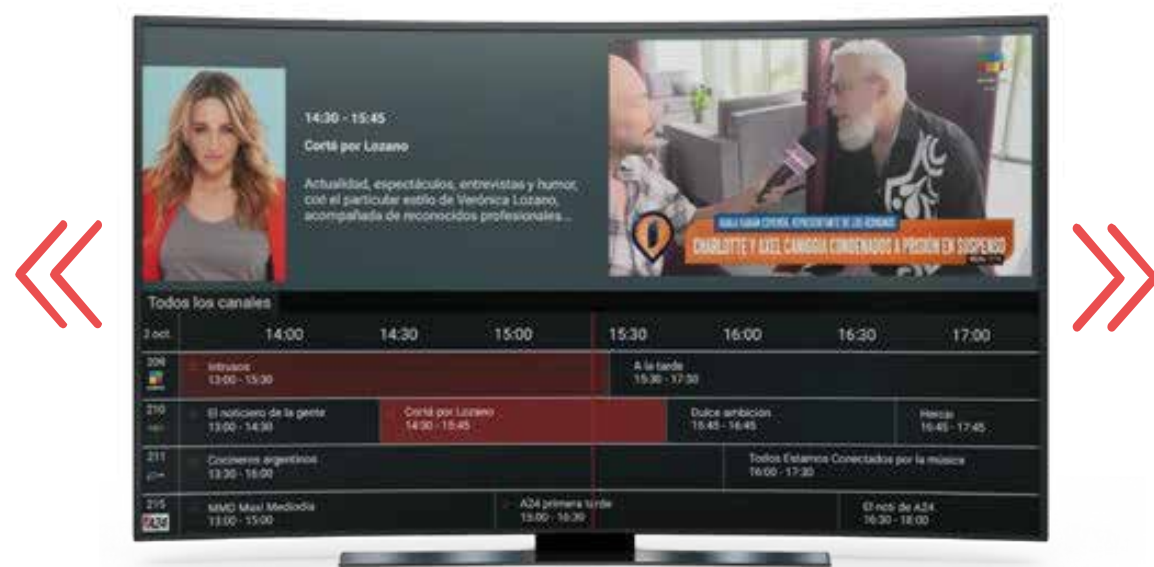 14:30 - 15:45
Cortá por Lozano
Actualidad, espectáculos, entrevistas y humor,
con el particular estilo de Verónica Lozano,
acompañada de reconocidos profesionales...
CHARLOTTE Y AXEL CANIGGIA CONDENADOS A PRISIÓN EN SUSPENSO
Todos los canales
2 oct. 14:00 14:30 15:00 15:30 16:00 16:30 17:00
Intrusos A la tarde
13:00 - 15:30 15:30 - 17:30
210 El noticiero de la gente Cortá por Lozano Dulce ambición Hercai
13:00 - 14:30 14:30 - 15:45 15:45 - 16:45 16:45 - 17:45
211 Cocineros argentinos Todos Estamos Conectados por la música
13:30 - 16:00 16:00 - 17:30
215 MMD Maxi Mediodía A24 primera tarde El noti de A24
A24 13:00 - 15:00 15:00 - 16:30 16:30 - 18:00